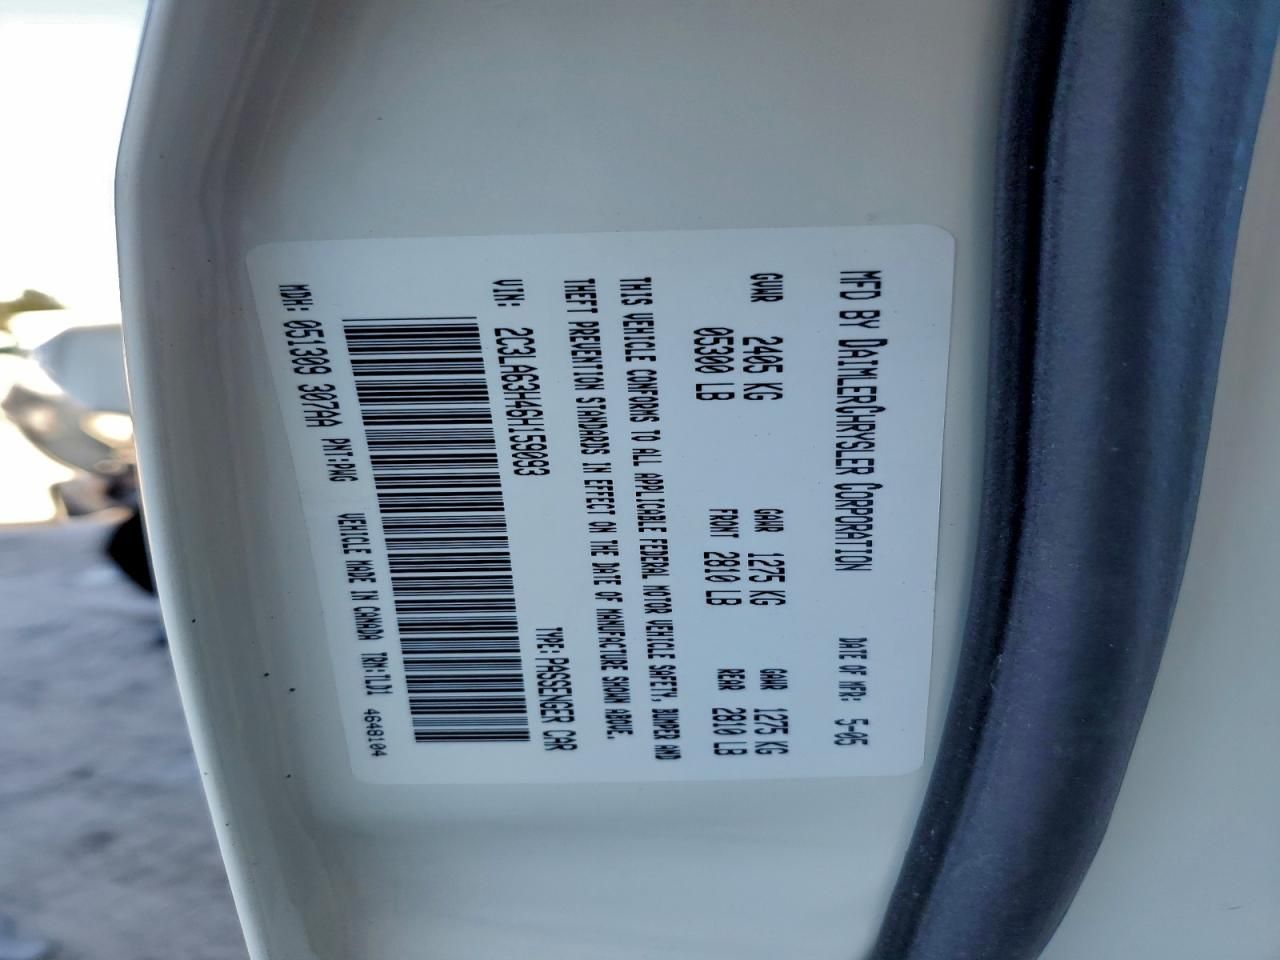 MFD BY DAIMLERCHRYSLER CORPORATION DATE OF MFR: 5-05
GVWR 2405 KG GAWR 1275 KG GAWR 1275 KG
05300 LB FRONT 2810 LB REAR 2810 LB
THIS VEHICLE CONFORMS TO ALL APPLICABLE FEDERAL MOTOR VEHICLE SAFETY, BUMPER AND
THEFT PREVENTION STANDARDS IN EFFECT ON THE DATE OF MANUFACTURE SHOWN ABOVE.
VIN: 2C3LA63H46H159093 TYPE: PASSENGER CAR
MDH: 051309 307AA PNT:PWG VEHICLE MADE IN CANADA TRM:TLD1 4648104